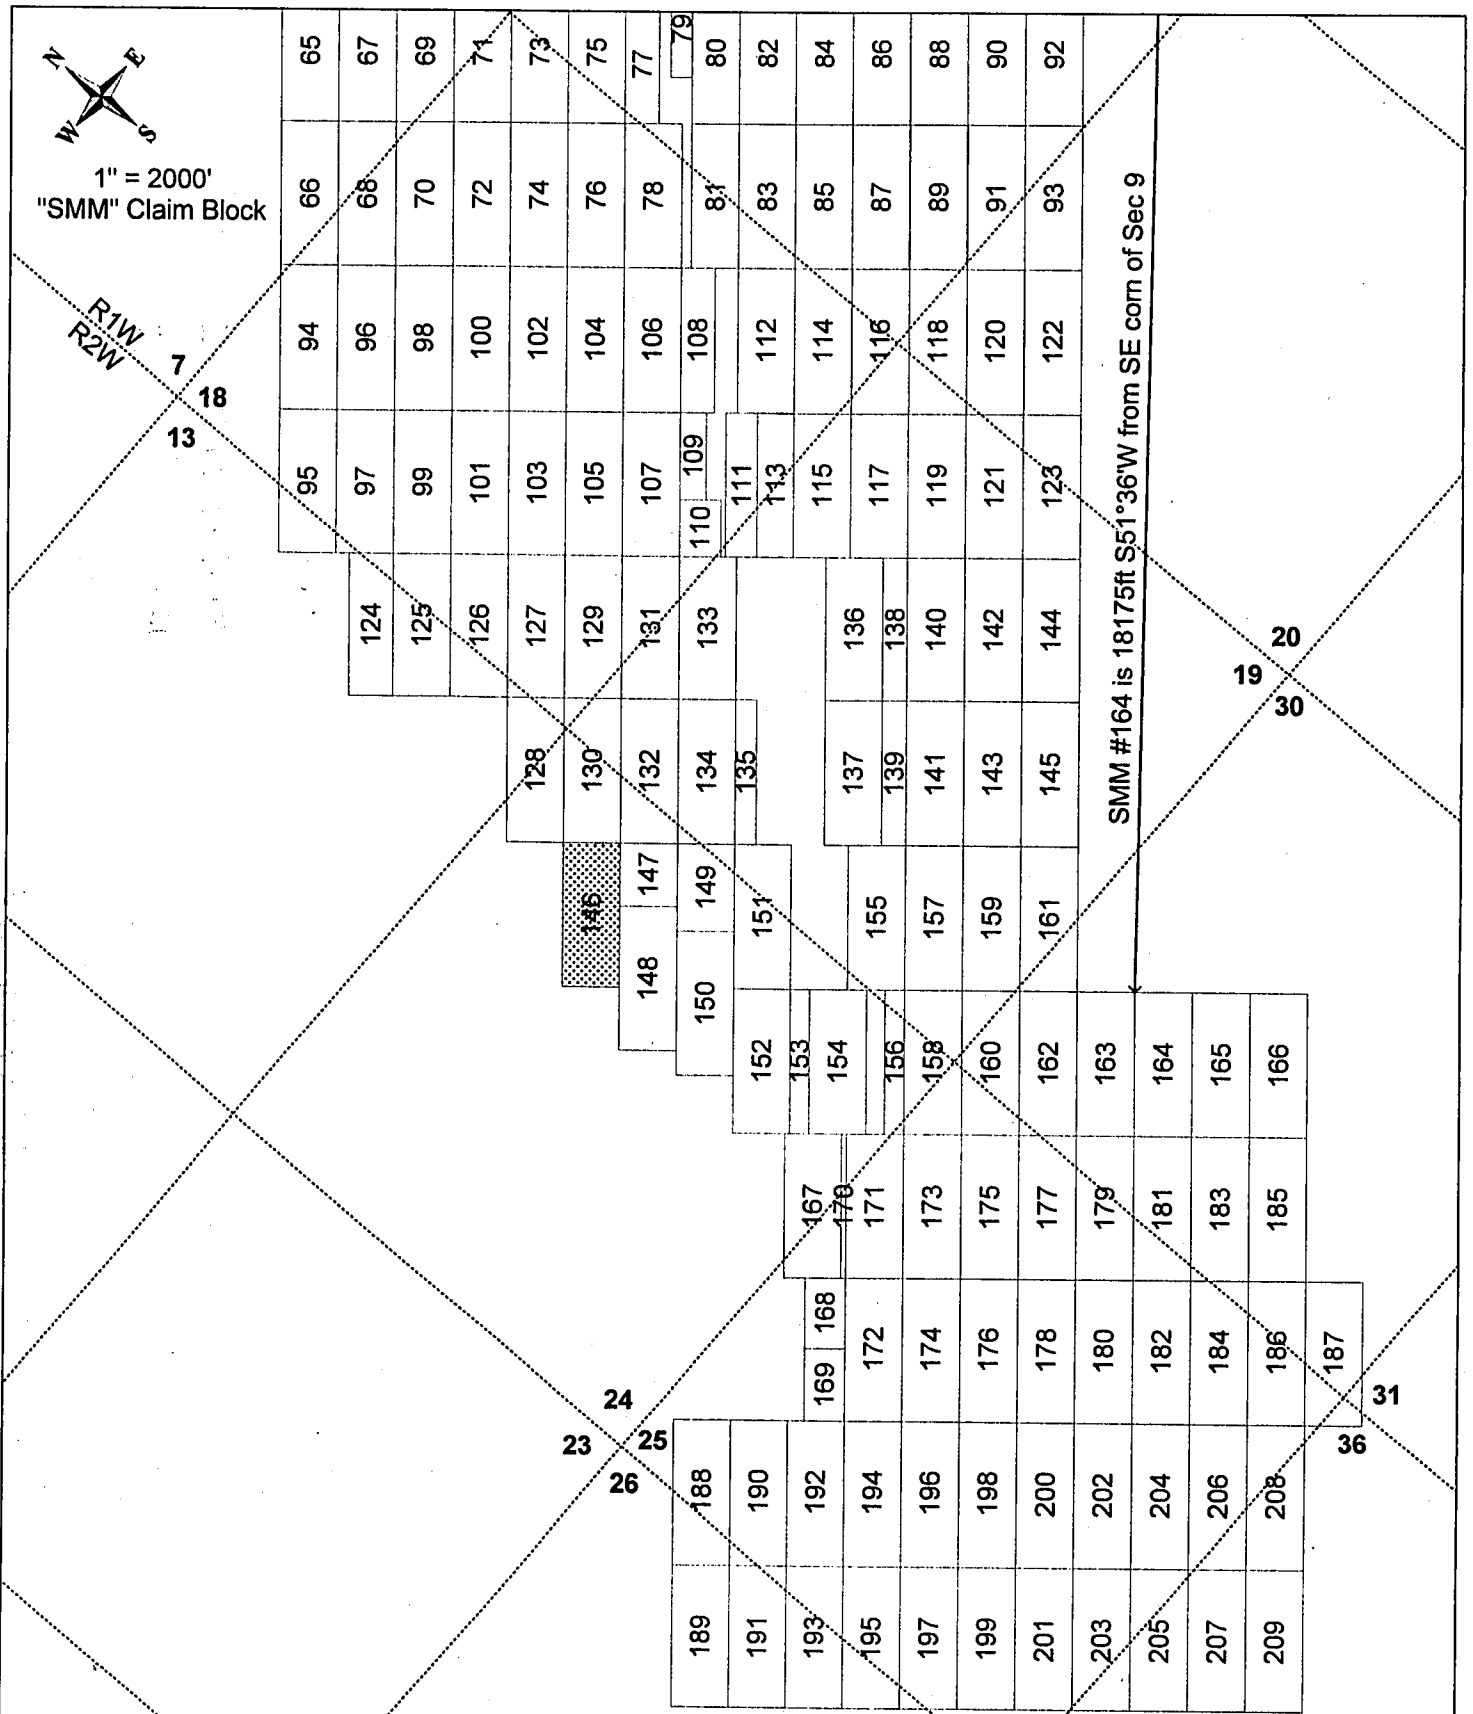 N E
W S
1" = 2000'
"SMM" Claim Block
65 67 69 71 73 75 77 79 80 82 84 86 88 90 92
66 68 70 72 74 76 78 81 83 85 87 89 91 93
R1W
R2W
7
18
13
94 96 98 100 102 104 106 108 112 114 116 118 120 122
95 97 99 101 103 105 107 109 110 111 113 115 117 119 121 123
SMM #164 is 18175ft S51°36'W from SE corn of Sec 9
124 125 126 127 129 131 133 136 138 140 142 144
20
19
30
128 130 132 134 135 137 139 141 143 145
146 147 149 151 155 157 159 161
148 150 152 153 154 156 158 160 162 163 164 165 166
167 170 171 173 175 177 179 181 183 185
168 169 172 174 176 178 180 182 184 186 187
24
23 25
26
31
36
188 190 192 194 196 198 200 202 204 206 208
189 191 193 195 197 199 201 203 205 207 209